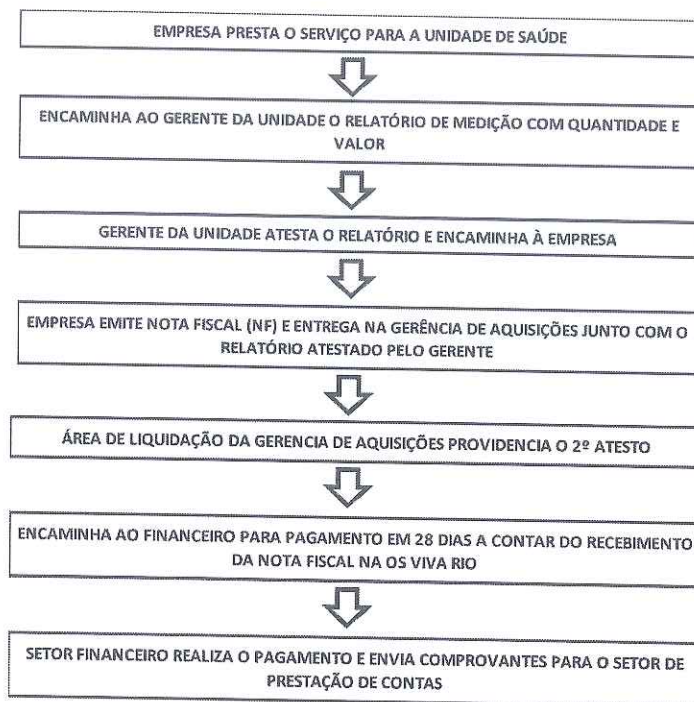 EMPRESA PRESTA O SERVIÇO PARA A UNIDADE DE SAÚDE
ENCAMINHA AO GERENTE DA UNIDADE O RELATÓRIO DE MEDIÇÃO COM QUANTIDADE E
VALOR
GERENTE DA UNIDADE ATESTA O RELATÓRIO E ENCAMINHA À EMPRESA
EMPRESA EMITE NOTA FISCAL (NF) E ENTREGA NA GERÊNCIA DE AQUISIÇÕES JUNTO COM O
RELATÓRIO ATESTADO PELO GERENTE
ÁREA DE LIQUIDAÇÃO DA GERENCIA DE AQUISIÇÕES PROVIDENCIA O 2º ATESTO
ENCAMINHA AO FINANCEIRO PARA PAGAMENTO EM 28 DIAS A CONTAR DO RECEBIMENTO
DA NOTA FISCAL NA OS VIVA RIO
SETOR FINANCEIRO REALIZA O PAGAMENTO E ENVIA COMPROVANTES PARA O SETOR DE
PRESTAÇÃO DE CONTAS